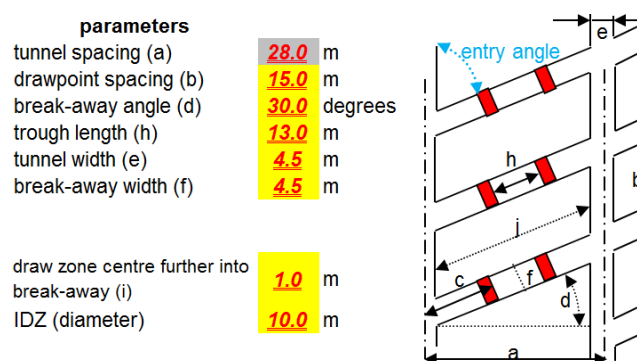 parameters
tunnel spacing (a) 28.0 m
drawpoint spacing (b) 15.0 m
break-away angle (d) 30.0 degrees
trough length (h) 13.0 m
tunnel width (e) 4.5 m
break-away width (f) 4.5 m
draw zone centre further into
break-away (i) 1.0 m
IDZ (diameter) 10.0 m
e
entry angle
h
b
j
c
f
d
a